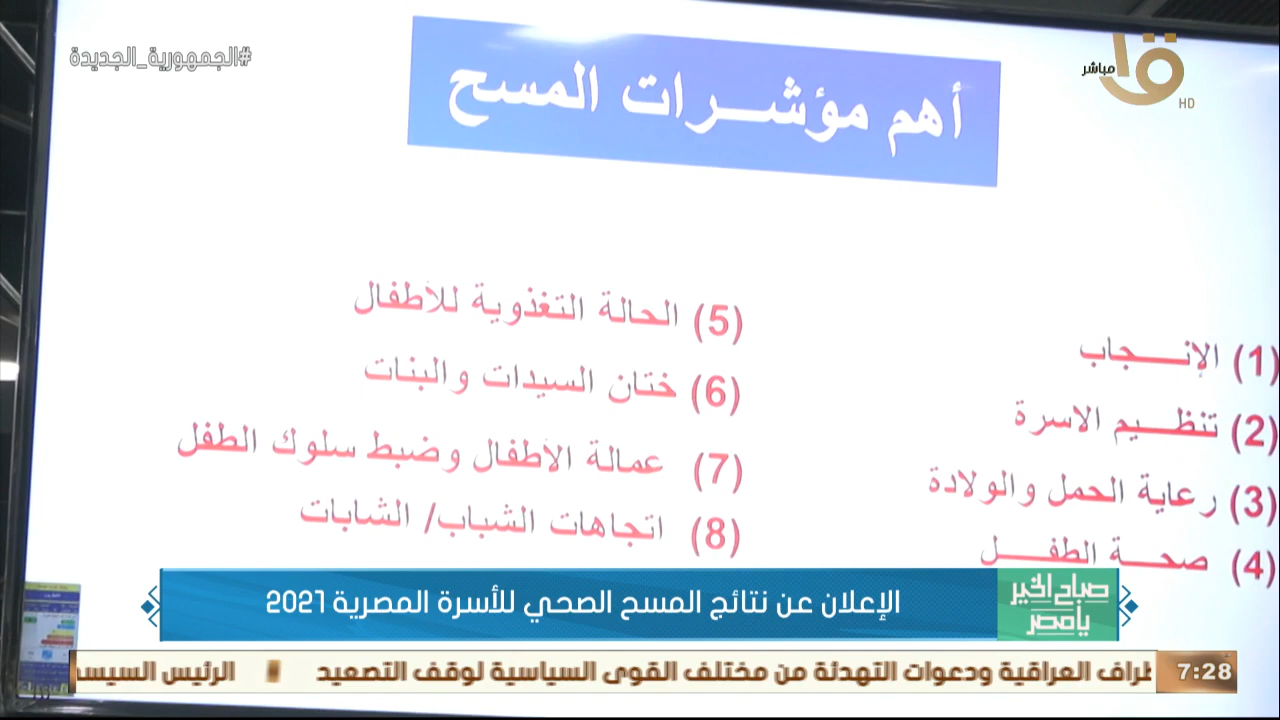 #الجمهورية_الجديدة
مباشر
HD
أهم مؤشرات المسح
(1) الإنجاب
(2) تنظيم الاسرة
(3) رعاية الحمل والولادة
(4) صحة الطفل
(5) الحالة التغذوية للأطفال
(6) ختان السيدات والبنات
(7) عمالة الأطفال وضبط سلوك الطفل
(8) اتجاهات الشباب/ الشابات
صباح الخير
يا مصر
الإعلان عن نتائج المسح الصحي للأسرة المصرية 2021
7:28
العراقية ودعوات التهدئة من مختلف القوى السياسية لوقف التصعيد
الرئيس